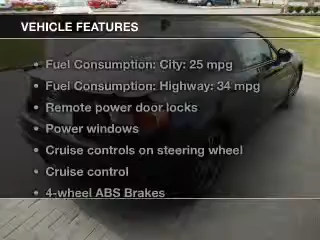 VEHICLE FEATURES
• Fuel Consumption: City: 25 mpg
• Fuel Consumption: Highway: 34 mpg
• Remote power door locks
• Power windows
• Cruise controls on steering wheel
• Cruise control
• 4-wheel ABS Brakes